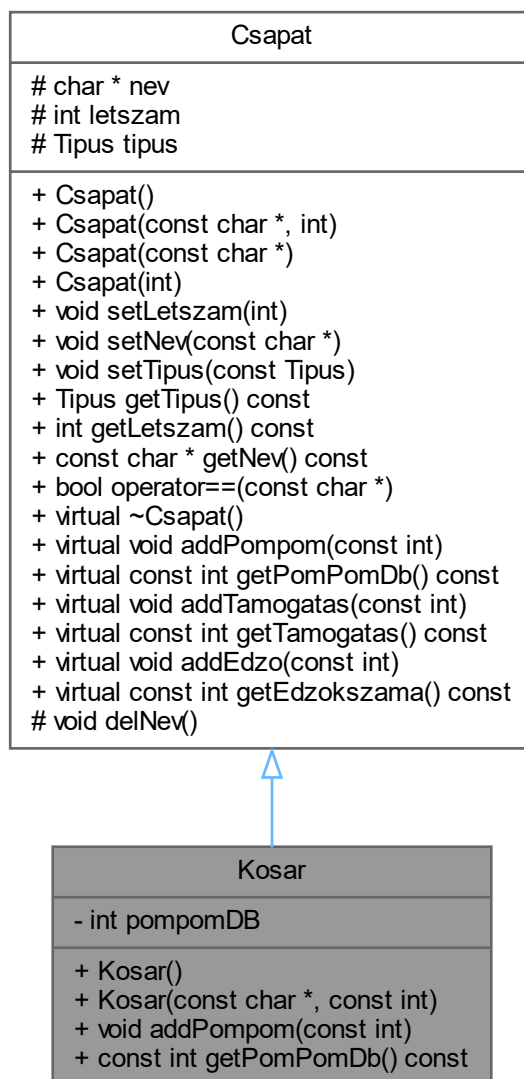 Csapat
# char * nev
# int letszam
# Tipus tipus
+ Csapat()
+ Csapat(const char *, int)
+ Csapat(const char *)
+ Csapat(int)
+ void setLetszam(int)
+ void setNev(const char *)
+ void setTipus(const Tipus)
+ Tipus getTipus() const
+ int getLetszam() const
+ const char * getNev() const
+ bool operator==(const char *)
+ virtual ~Csapat()
+ virtual void addPompom(const int)
+ virtual const int getPomPomDb() const
+ virtual void addTamogatas(const int)
+ virtual const int getTamogatas() const
+ virtual void addEdzo(const int)
+ virtual const int getEdzokszama() const
# void delNev()
Kosar
- int pompomDB
+ Kosar()
+ Kosar(const char *, const int)
+ void addPompom(const int)
+ const int getPomPomDb() const